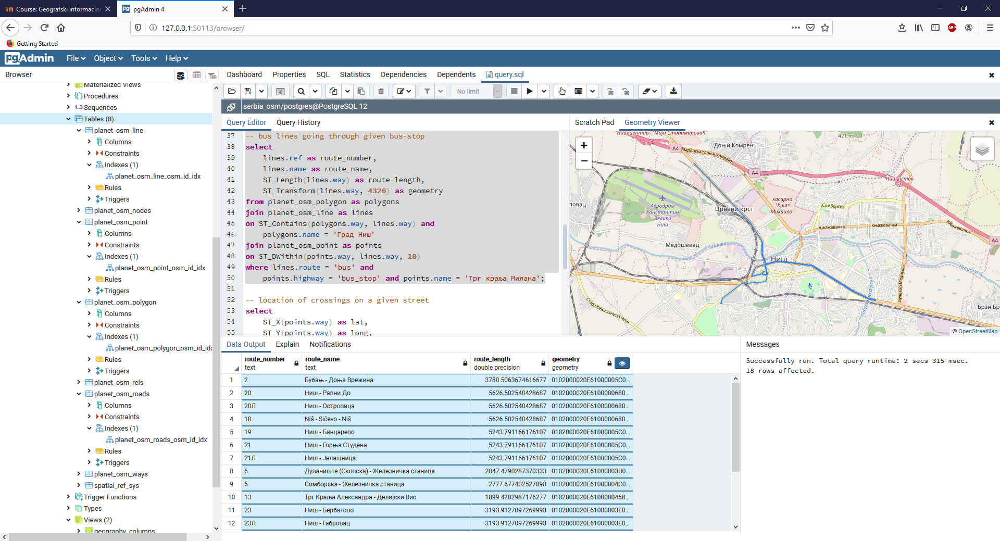 Course: Geografski informacion
pgAdmin 4
127.0.0.1:50113/browser/
Getting Started
pgAdmin File Object Tools Help
Browser
Materialized Views
Procedures
1..3 Sequences
Tables (8)
planet_osm_line
Columns
Constraints
Indexes (1)
planet_osm_line_osm_id_idx
Rules
Triggers
planet_osm_nodes
planet_osm_point
Columns
Constraints
Indexes (1)
planet_osm_point_osm_id_idx
Rules
Triggers
planet_osm_polygon
Columns
Constraints
Indexes (1)
planet_osm_polygon_osm_id_idx
Rules
Triggers
planet_osm_rels
planet_osm_roads
Columns
Constraints
Indexes (1)
planet_osm_roads_osm_id_idx
Rules
Triggers
planet_osm_ways
spatial_ref_sys
Trigger Functions
Types
Views (2)
geography_columns
Dashboard Properties SQL Statistics Dependencies Dependents query.sql
No limit
serbia_osm/postgres@PostgreSQL 12
Query Editor Query History
37 -- bus lines going through given bus-stop
38 select
39 lines.ref as route_number,
40 lines.name as route_name,
41 ST_Length(lines.way) as route_length,
42 ST_Transform(lines.way, 4326) as geometry
43 from planet_osm_polygon as polygons
44 join planet_osm_line as lines
45 on ST_Contains(polygons.way, lines.way) and
46 polygons.name = 'Град Ниш'
47 join planet_osm_point as points
48 on ST_DWithin(points.way, lines.way, 10)
49 where lines.route = 'bus' and
50 points.highway = 'bus_stop' and points.name = 'Трг краља Милана';
51
52 -- location of crossings on a given street
53 select
54 ST_X(points.way) as lat,
55 ST_Y(points.way) as long,
Scratch Pad Geometry Viewer
+
−
Ниш центар "Мија Станимировић"
1
421 m
Доњи Комрен
A4
Јадранска (Доњи Комрен)
A4
Ниш исток
2
касарна
"Књаз
Михаило"
Сомборска
повац
Аеродром
Константин
Велики
Ниш
Црвени крст
Књажевачка
Књажевачка
Књажевачка
A4
Медошевац
Нишава
Ниш
Нишава
Булевар Медијана
Габровачка река
Стара Обилазница Ниш
Брзи Бр
© OpenStreetMap
Data Output Explain Notifications
route_number
text
route_name
text
route_length
double precision
geometry
geometry
1 2 Бубањ - Доња Врежина 3780.5063674616677 0102000020E61000005C0...
2 20 Ниш - Равни До 5626.502540428687 0102000020E6100000680...
3 20Л Ниш - Островица 5626.502540428687 0102000020E6100000680...
4 18 Niš - Sićevo - Niš 5626.502540428687 0102000020E6100000680...
5 19 Ниш - Банцарево 5243.791166176107 0102000020E61000005C0...
6 21 Ниш - Горња Студена 5243.791166176107 0102000020E61000005C0...
7 21Л Ниш - Јелашница 5243.791166176107 0102000020E61000005C0...
8 6 Дуваниште (Скопска) - Железничка станица 2047.4790287370333 0102000020E61000003B0...
9 5 Сомборска - Железничка станица 2777.677402527898 0102000020E61000004C0...
10 13 Трг Краља Александра - Делијски Вис 1899.4202987176277 0102000020E6100000460...
11 23 Ниш - Бербатово 3193.9127097269993 0102000020E61000003E0...
12 23Л Ниш - Габровац 3193.9127097269993 0102000020E61000003E0...
Messages
Successfully run. Total query runtime: 2 secs 315 msec.
18 rows affected.